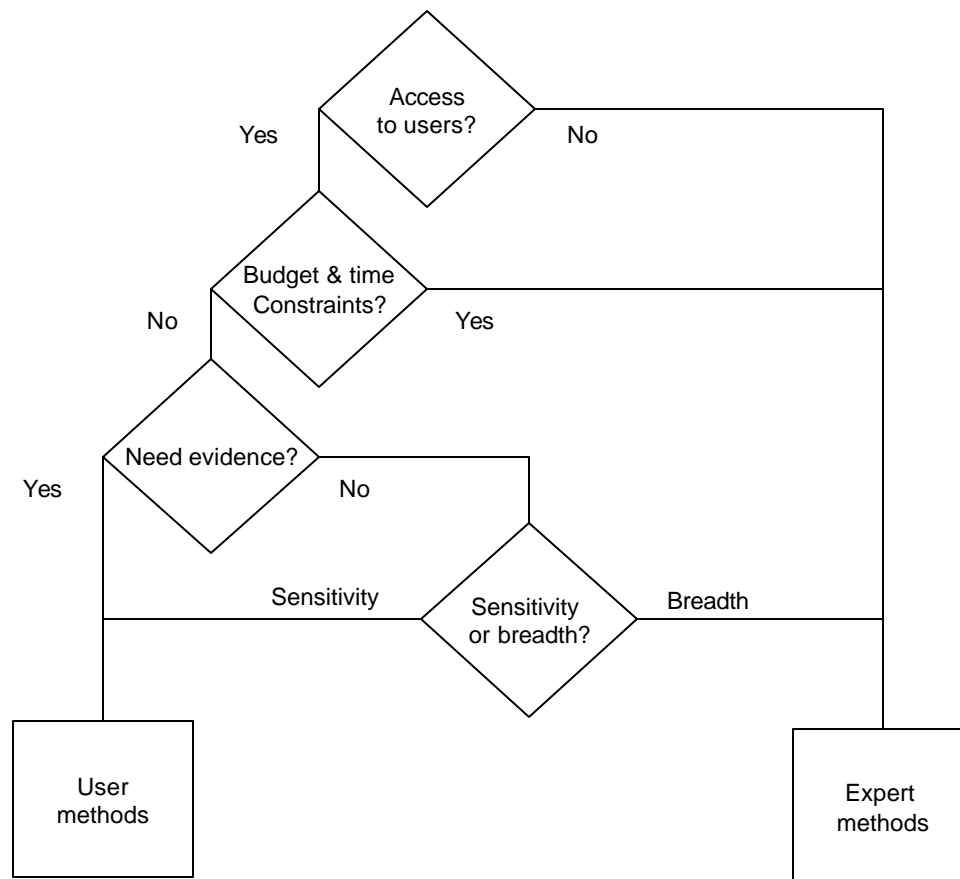 Access
to users?
Yes
No
Budget & time
Constraints?
No
Yes
Need evidence?
Yes
No
Sensitivity
Sensitivity
or breadth?
Breadth
User
methods
Expert
methods